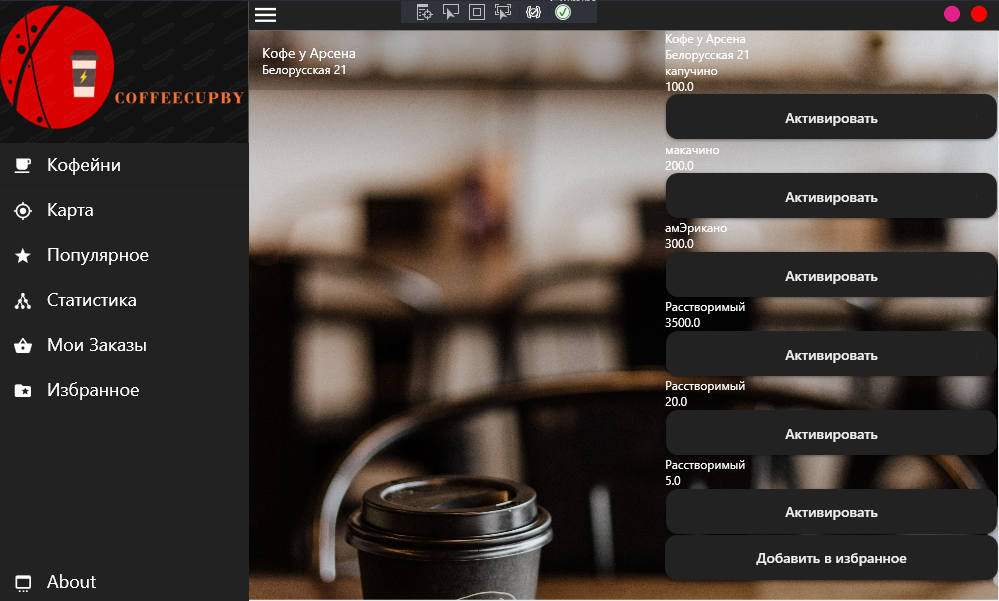 COFFEECUPBY
Кофейни
Карта
Популярное
Статистика
Мои Заказы
Избранное
About
Кофе у Арсена
Белорусская 21
Кофе у Арсена
Белорусская 21
капучино
100.0
Активировать
макачино
200.0
Активировать
амЭрикано
300.0
Активировать
Расстворимый
3500.0
Активировать
Расстворимый
20.0
Активировать
Расстворимый
5.0
Активировать
Добавить в избранное